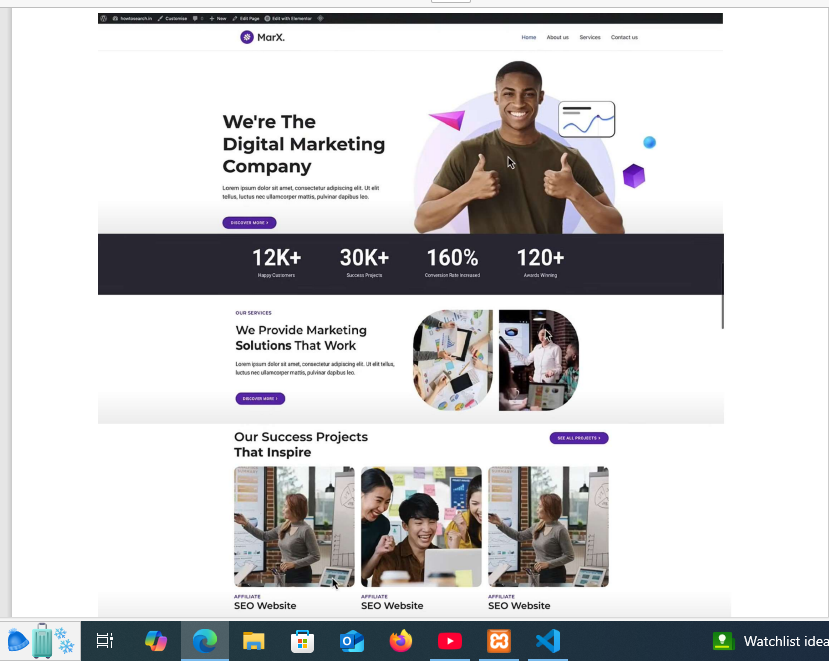 howtosearch.in Customise 0 + New Edit Page Edit with Elementor
MarX.
Home About us Services Contact us
We're The
Digital Marketing
Company
Lorem ipsum dolor sit amet, consectetur adipiscing elit. Ut elit
tellus, luctus nec ullamcorper mattis, pulvinar dapibus leo.
DISCOVER MORE >
12K+ 30K+ 160% 120+
Happy Customers Success Projects Conversion Rate Increased Awards Winning
OUR SERVICES
We Provide Marketing
Solutions That Work
Lorem ipsum dolor sit amet, consectetur adipiscing elit. Ut elit tellus,
luctus nec ullamcorper mattis, pulvinar dapibus leo.
DISCOVER MORE >
Our Success Projects
That Inspire
SEE ALL PROJECTS >
AFFILIATE AFFILIATE AFFILIATE
SEO Website SEO Website SEO Website
Watchlist idea